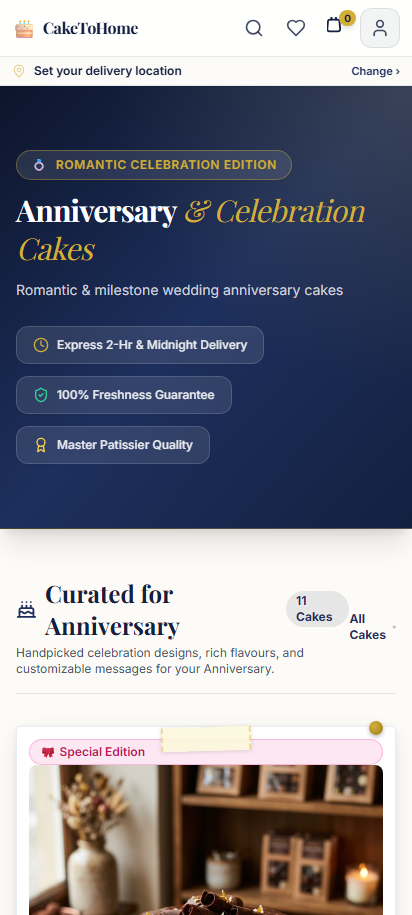 CakeToHome
0
Set your delivery location
Change ›
ROMANTIC CELEBRATION EDITION
Anniversary & Celebration
Cakes
Romantic & milestone wedding anniversary cakes
Express 2-Hr & Midnight Delivery
100% Freshness Guarantee
Master Patissier Quality
Curated for
Anniversary
11
Cakes
All
Cakes
Handpicked celebration designs, rich flavours, and
customizable messages for your Anniversary.
Special Edition